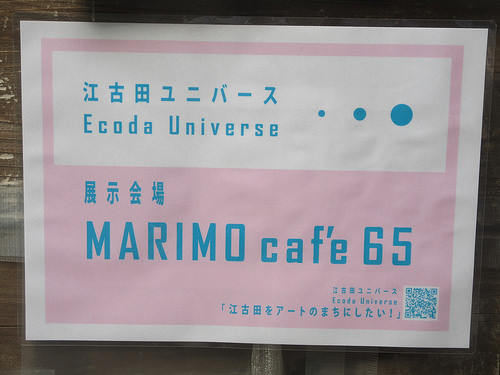 江古田ユニバース
Ecoda Universe
展示会場
MARIMO caf'e 65
江古田ユニバース
Ecoda Universe
「江古田をアートのまちにしたい！」